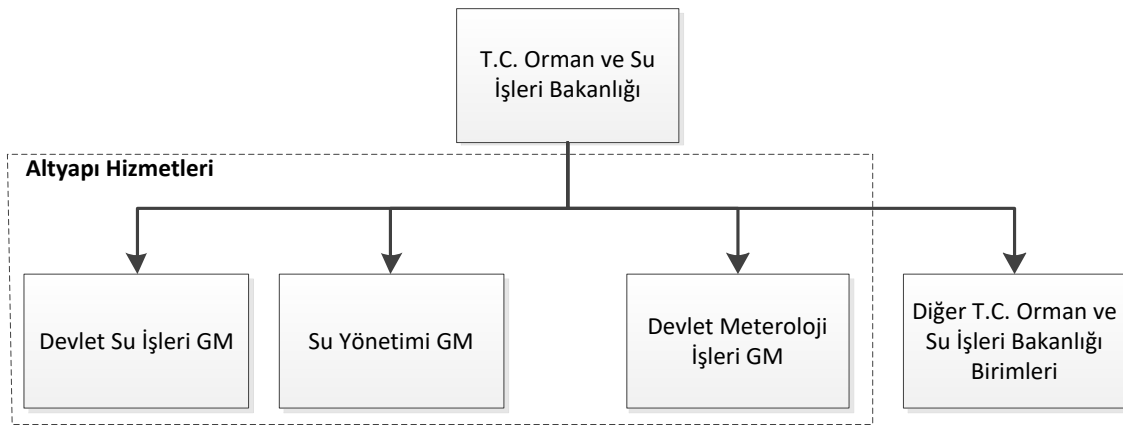 T.C. Orman ve Su
İşleri Bakanlığı
Altyapı Hizmetleri
Devlet Su İşleri GM
Su Yönetimi GM
Devlet Meteroloji
İşleri GM
Diğer T.C. Orman ve
Su İşleri Bakanlığı
Birimleri